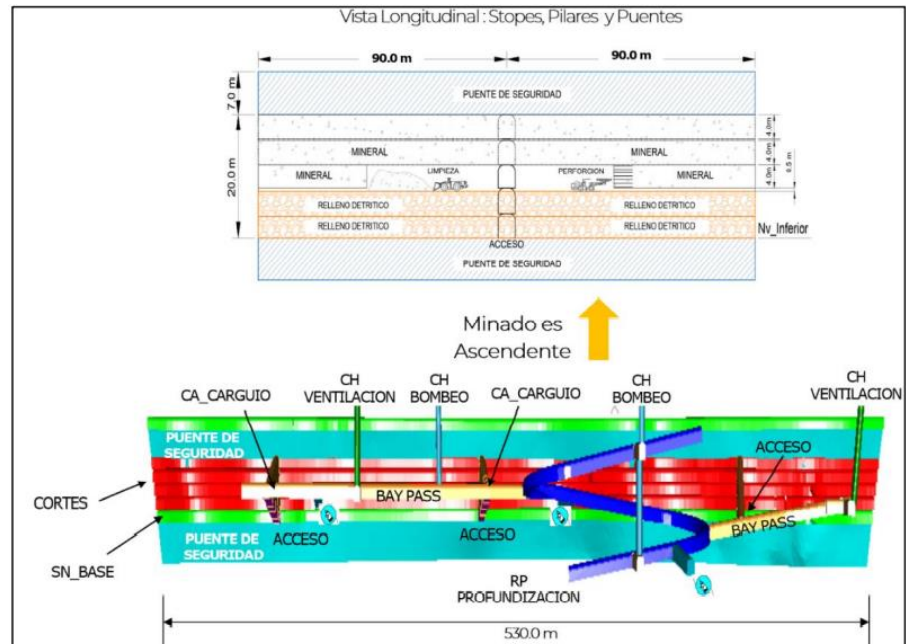 Vista Longitudinal : Stopes, Pilares y Puentes
90.0 m
90.0 m
7.0 m
PUENTE DE SEGURIDAD
20.0 m
4.0m
MINERAL
MINERAL
4.0m
MINERAL
LIMPIEZA
PERFORCION
MINERAL
4.0m
RELLENO DETRITICO
RELLENO DETRITICO
RELLENO DETRITICO
RELLENO DETRITICO
Nv_Inferior
ACCESO
PUENTE DE SEGURIDAD
Minado es
Ascendente
CA_CARGUIO
CH
VENTILACION
CH
BOMBEO
CA_CARGUIO
CH
BOMBEO
CH
VENTILACION
PUENTE DE
SEGURIDAD
ACCESO
CORTES
BAY PASS
BAY PASS
PUENTE DE
SEGURIDAD
ACCESO
ACCESO
SN_BASE
RP
PROFUNDIZACION
530.0 m